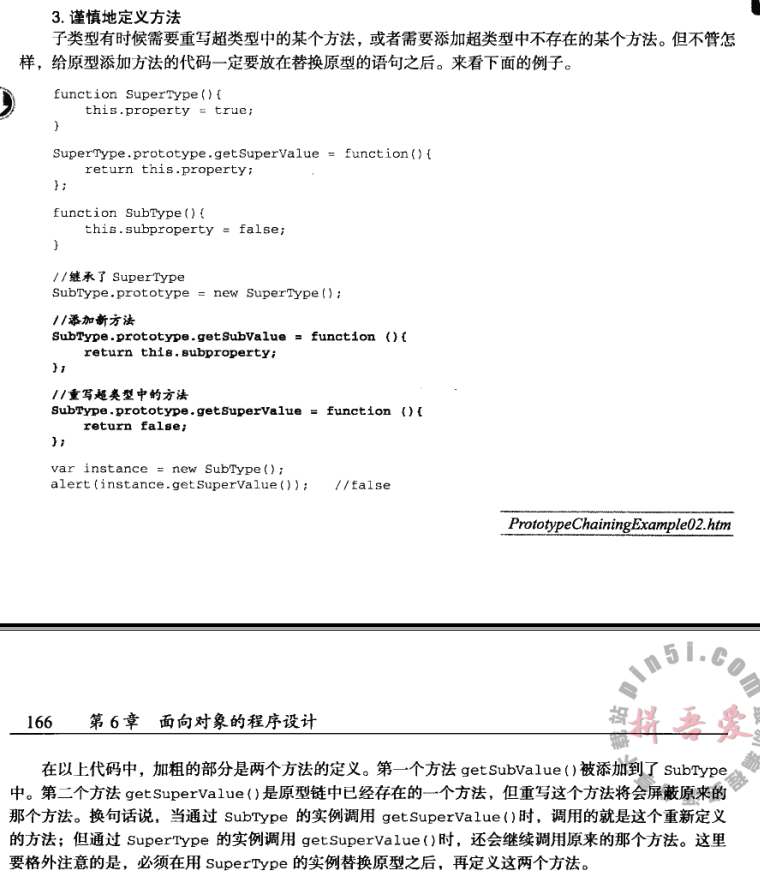 3. 谨慎地定义方法
子类型有时候需要重写超类型中的某个方法，或者需要添加超类型中不存在的某个方法。但不管怎
样，给原型添加方法的代码一定要放在替换原型的语句之后。来看下面的例子。
function SuperType(){
    this.property = true;
}
SuperType.prototype.getSuperValue = function(){
    return this.property;
};
function SubType(){
    this.subproperty = false;
}
//继承了 SuperType
SubType.prototype = new SuperType();
//添加新方法
SubType.prototype.getSubValue = function (){
    return this.subproperty;
};
//重写超类型中的方法
SubType.prototype.getSuperValue = function (){
    return false;
};
var instance = new SubType();
alert(instance.getSuperValue());   //false
PrototypeChainingExample02.htm
pin5i.com
拼吾爱
166 第 6 章 面向对象的程序设计
在以上代码中，加粗的部分是两个方法的定义。第一个方法 getSubValue()被添加到了 SubType
中。第二个方法 getSuperValue()是原型链中已经存在的一个方法，但重写这个方法将会屏蔽原来的
那个方法。换句话说，当通过 SubType 的实例调用 getSuperValue()时，调用的就是这个重新定义
的方法；但通过 SuperType 的实例调用 getSuperValue()时，还会继续调用原来的那个方法。这里
要格外注意的是，必须在用 SuperType 的实例替换原型之后，再定义这两个方法。